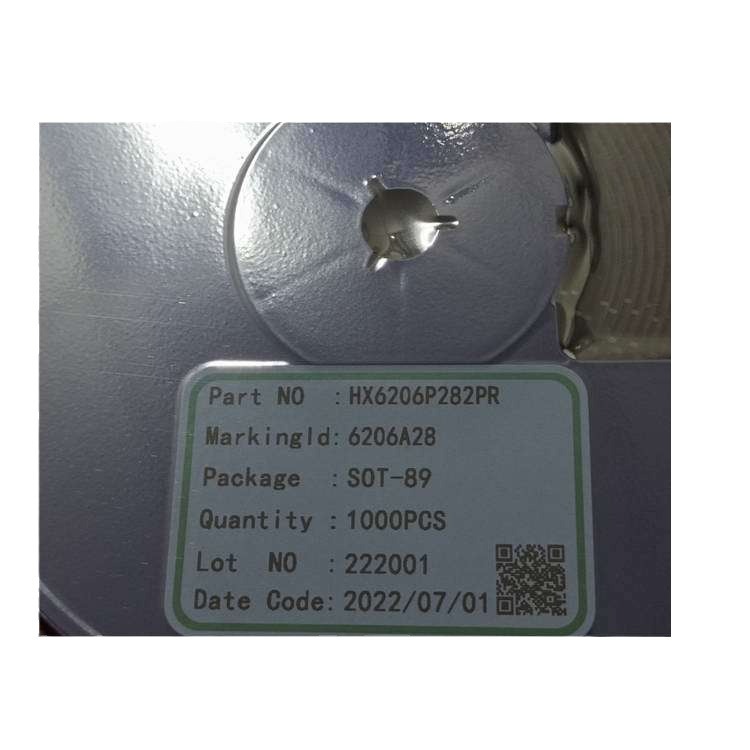 Part NO :HX6206P282PR
MarkingId:6206A28
Package :SOT-89
Quantity :1000PCS
Lot NO :222001
Date Code:2022/07/01